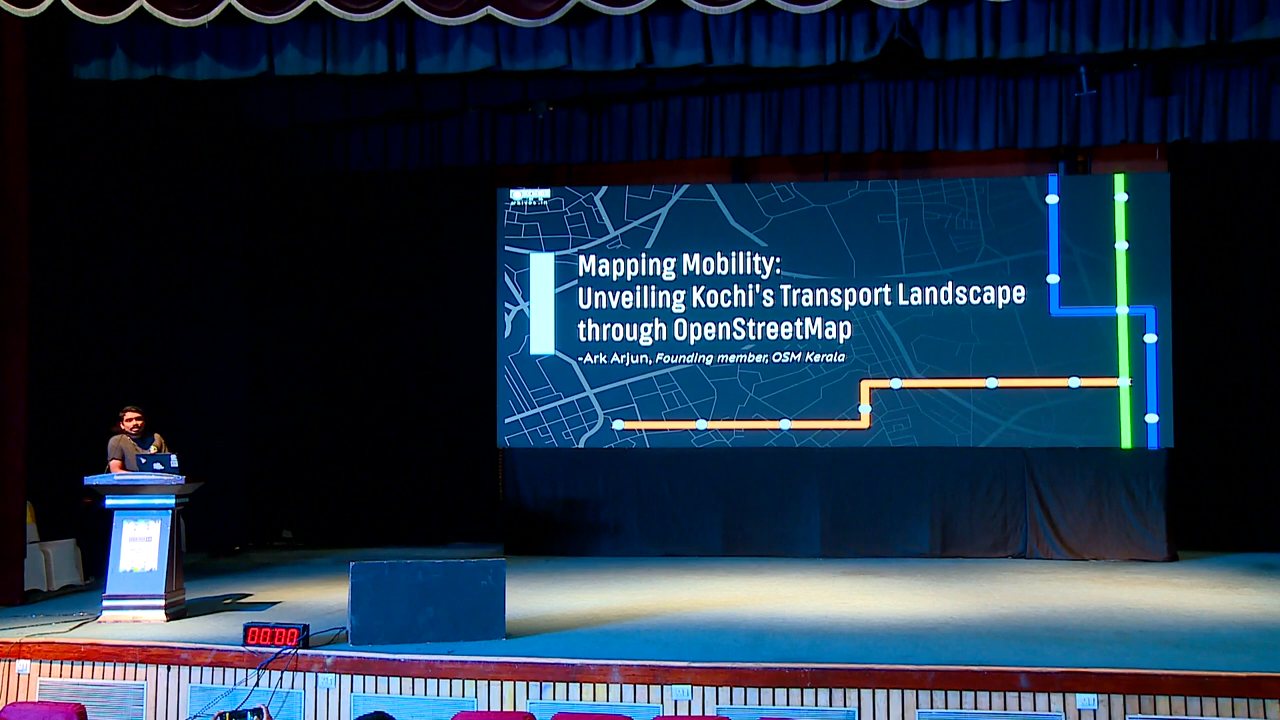 Mapping Mobility:
Unveiling Kochi's Transport Landscape
through OpenStreetMap
-Ark Arjun, Founding member, OSM Kerala
00:00